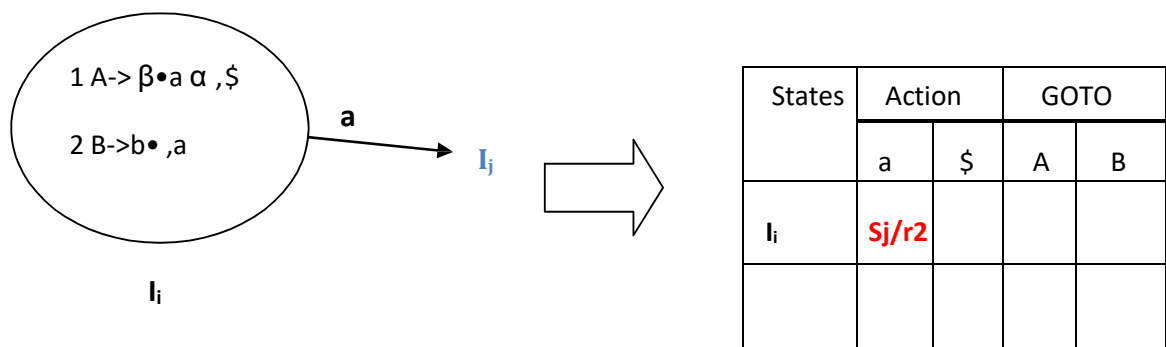 1 A-> β•a α ,$
2 B->b• ,a
a
Ij
Ii
States Action GOTO
a $ A B
Ii Sj/r2